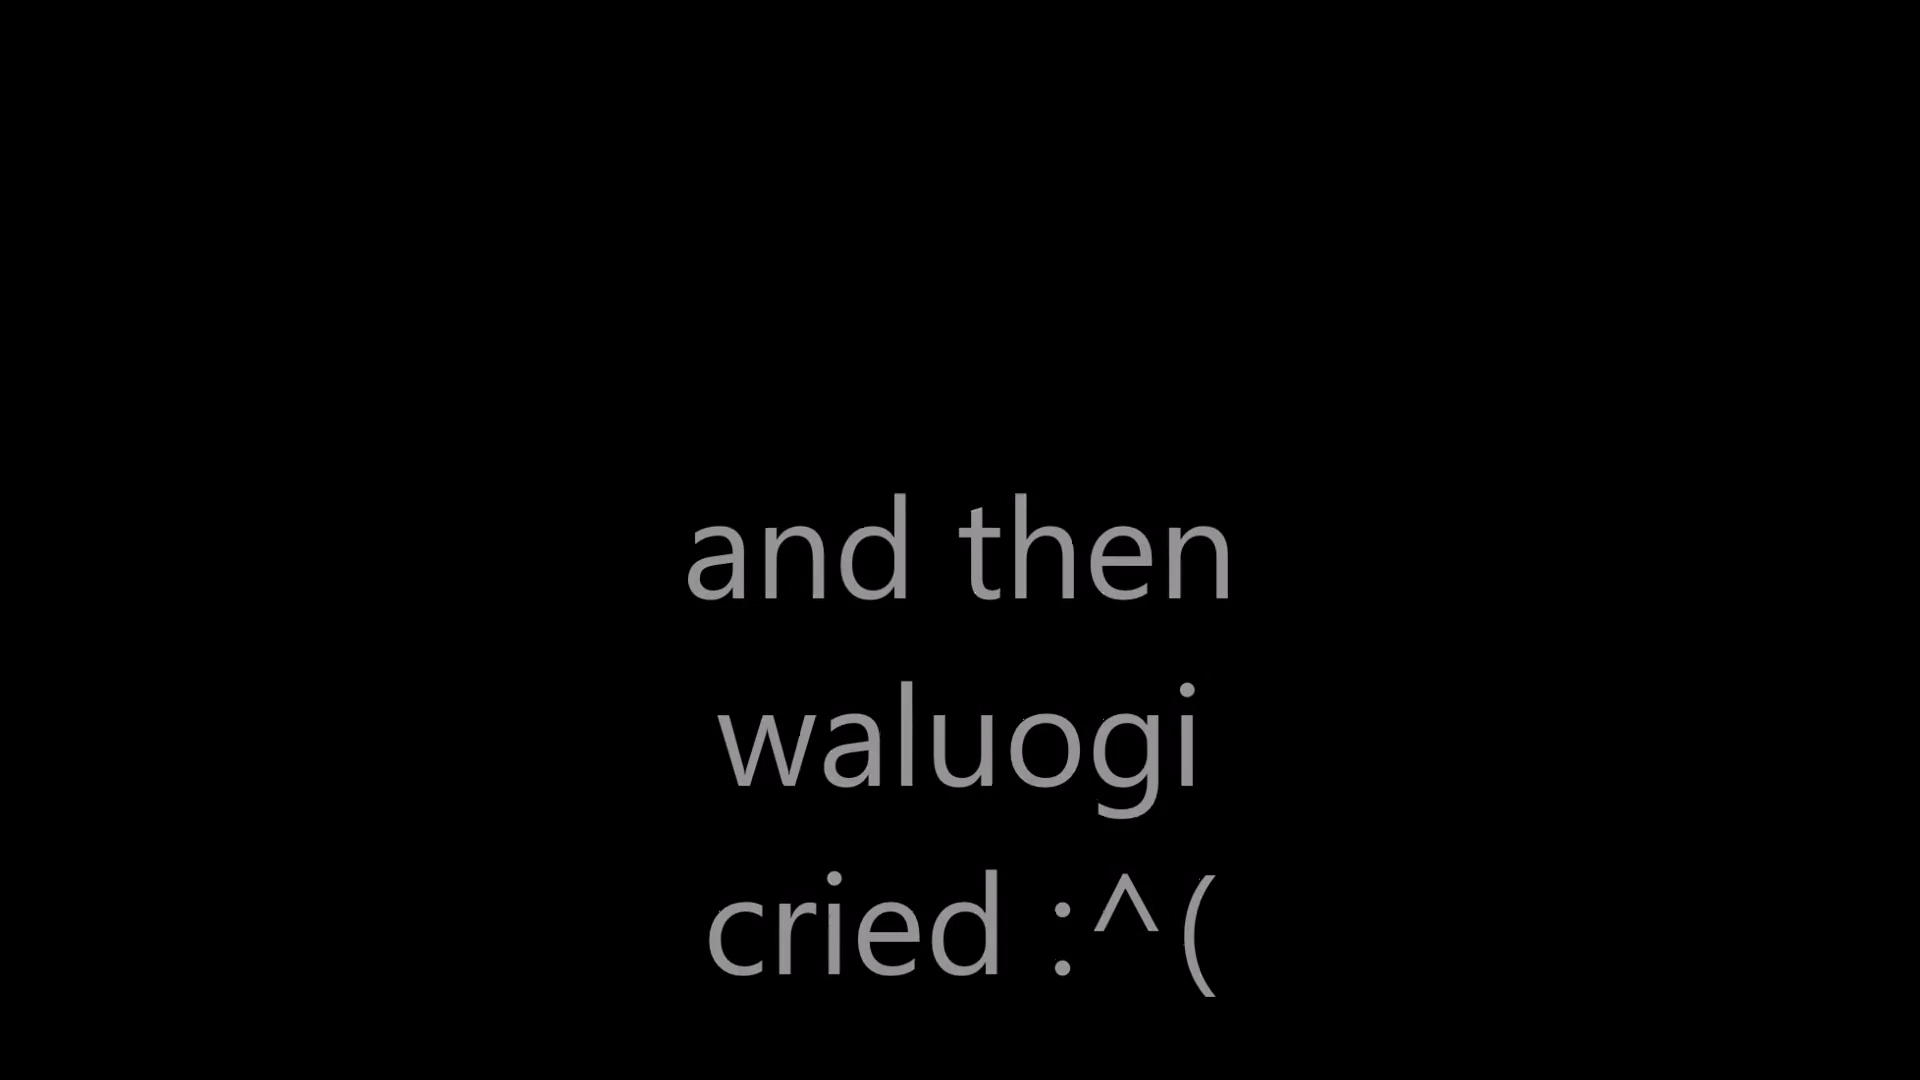 and then
waluogi
cried :^(